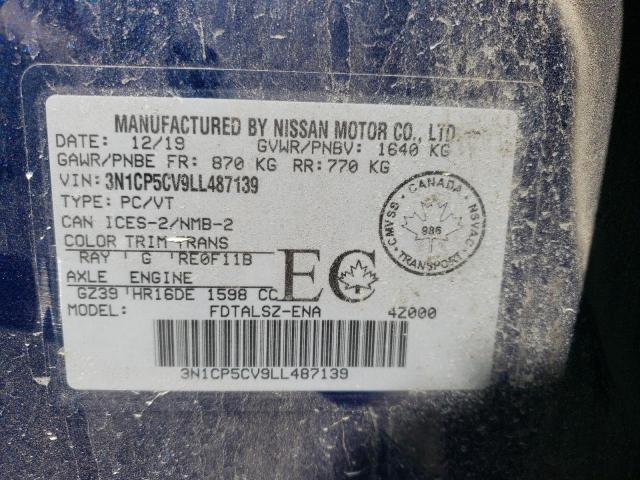 MANUFACTURED BY NISSAN MOTOR CO., LTD.
DATE: 12/19 GVWR/PNBV: 1640 KG
GAWR/PNBE FR: 870 KG RR: 770 KG
VIN: 3N1CP5CV9LL487139
TYPE: PC/VT
CAN ICES-2/NMB-2
COLOR TRIM TRANS
RAY G RE0F11B
AXLE ENGINE
GZ39 HR16DE 1598 CC
MODEL: FDTALSZ-ENA 4Z000
3N1CP5CV9LL487139
EC
CANADA
CMVSS NSVAC
986
TRANSPORT